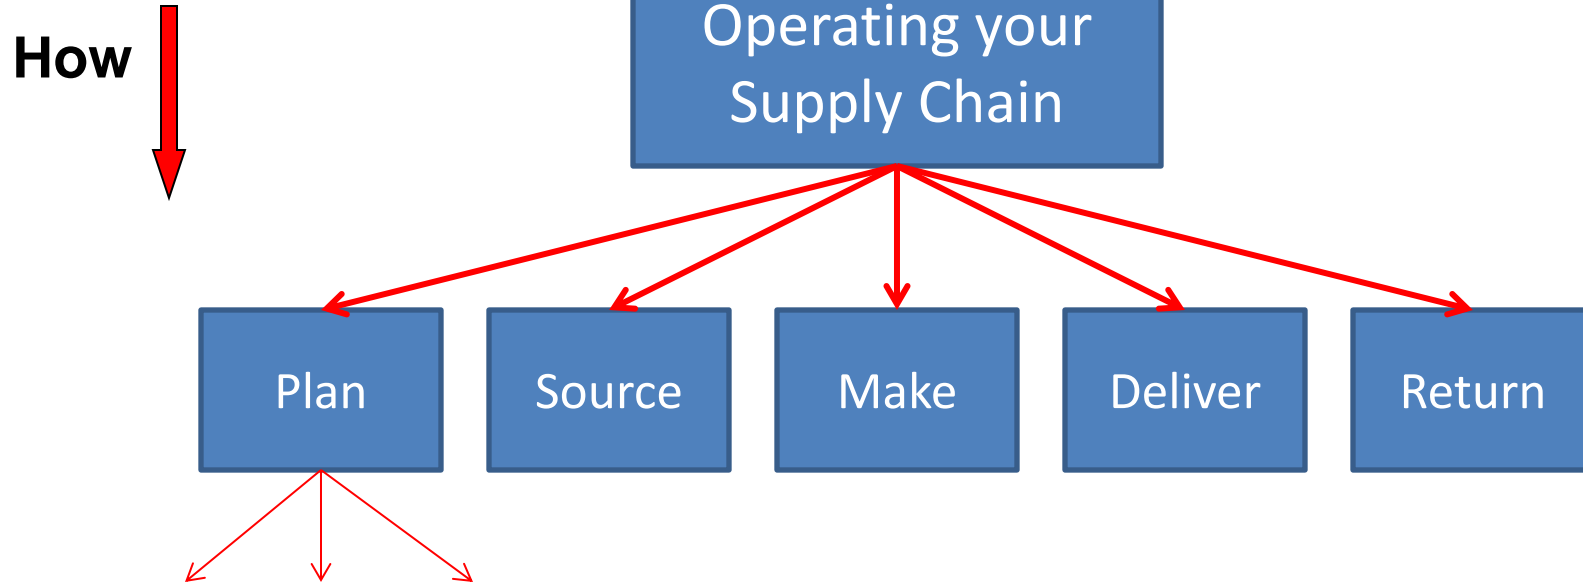 How
Operating your
Supply Chain
Plan
Source
Make
Deliver
Return